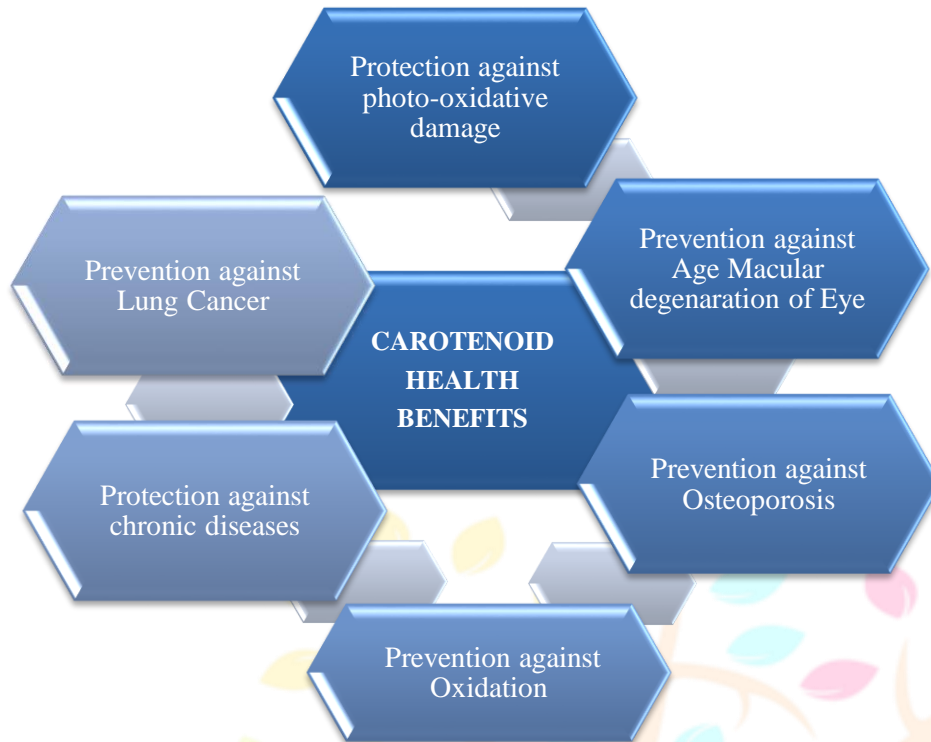 Protection against
photo-oxidative
damage
Prevention against
Age Macular
degenaration of Eye
Prevention against
Osteoporosis
Prevention against
Oxidation
Protection against
chronic diseases
Prevention against
Lung Cancer
CAROTENOID
HEALTH
BENEFITS